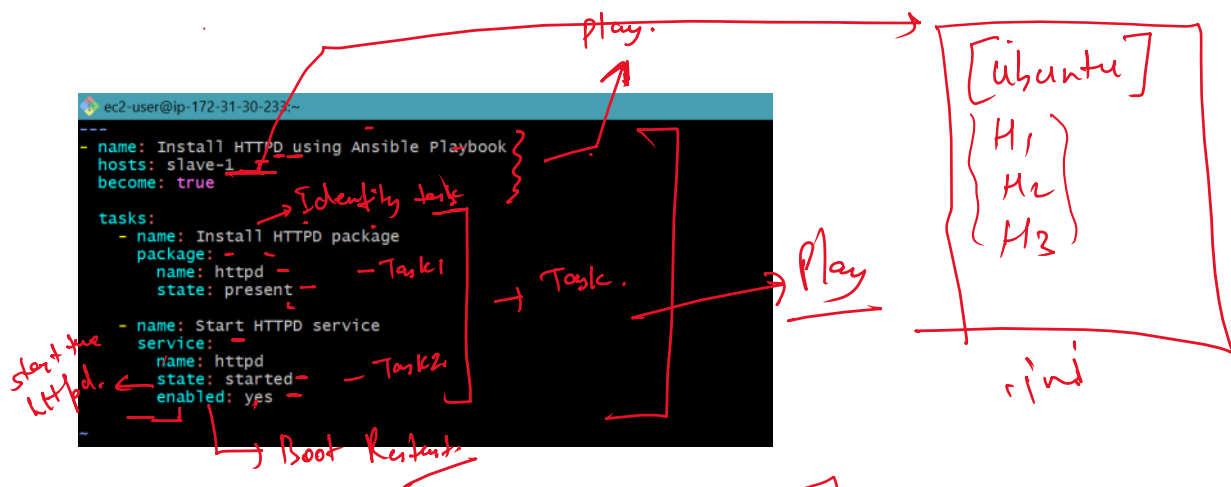 play.
[Ubuntu]
H1
H2
H3
.ini
ec2-user@ip-172-31-30-233:~
---
- name: Install HTTPD using Ansible Playbook
hosts: slave-1
become: true
Identity task
tasks:
- name: Install HTTPD package
package:
name: httpd
- Task1
state: present
Task.
Play
- name: Start HTTPD service
service:
name: httpd
state: started
- Task2.
enabled: yes
start the
httpd.
~
Boot Restart.